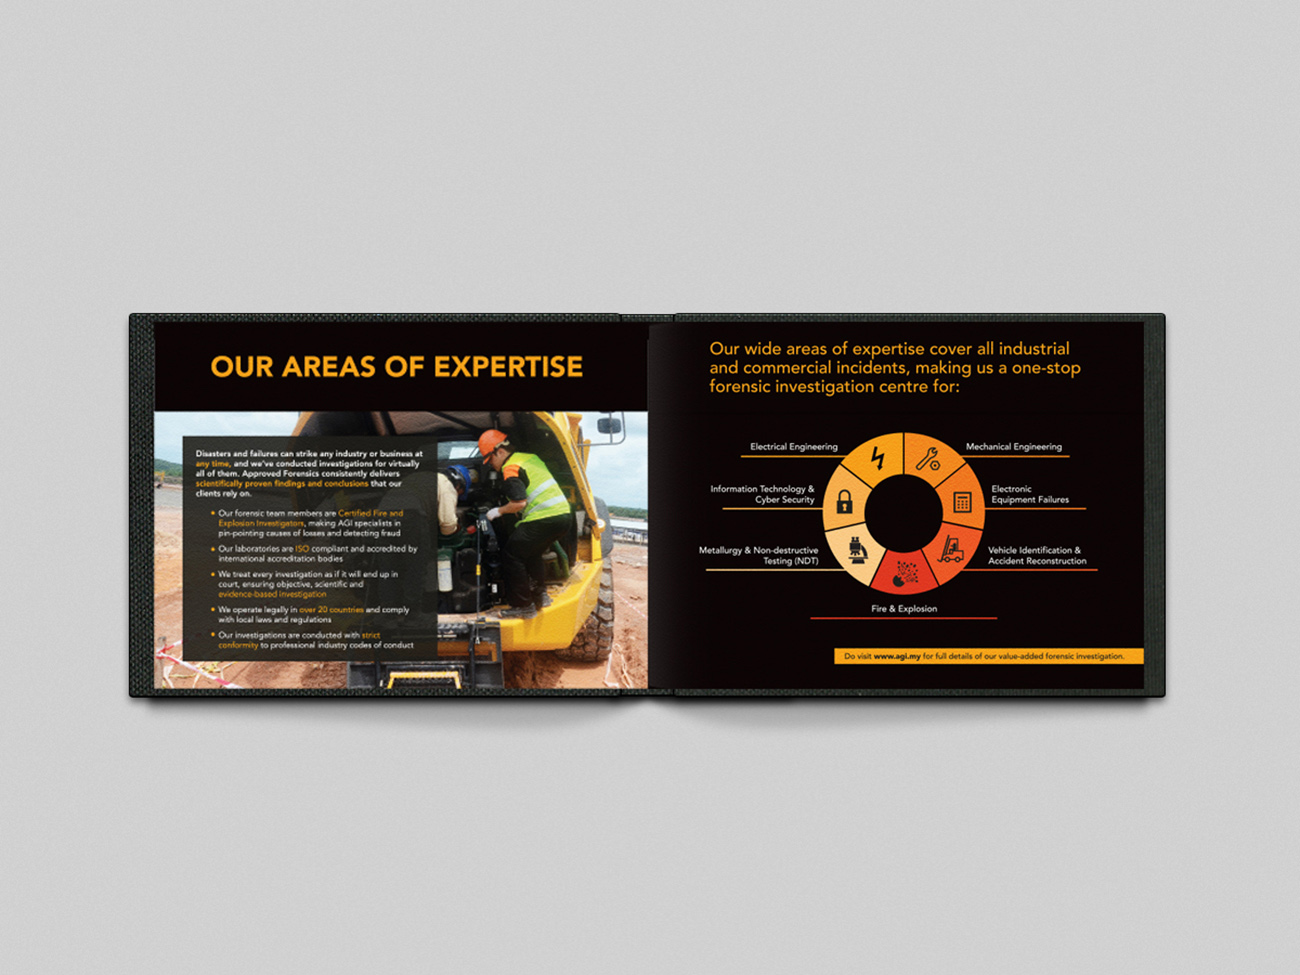 OUR AREAS OF EXPERTISE
Disasters and failures can strike any industry or business at
any time, and we've conducted investigations for virtually
all of them. Approved Forensics consistently delivers
scientifically proven findings and conclusions that our
clients rely on.
• Our forensic team members are Certified Fire and
Explosion Investigators, making AGI specialists in
pin-pointing causes of losses and detecting fraud
• Our laboratories are ISO compliant and accredited by
international accreditation bodies
• We treat every investigation as if it will end up in
court, ensuring objective, scientific and
evidence-based investigation
• We operate legally in over 20 countries and comply
with local laws and regulations
• Our investigations are conducted with strict
conformity to professional industry codes of conduct
Our wide areas of expertise cover all industrial
and commercial incidents, making us a one-stop
forensic investigation centre for:
Electrical Engineering
Mechanical Engineering
Information Technology &
Cyber Security
Electronic
Equipment Failures
Metallurgy & Non-destructive
Testing (NDT)
Vehicle Identification &
Accident Reconstruction
Fire & Explosion
Do visit www.agi.my for full details of our value-added forensic investigation.